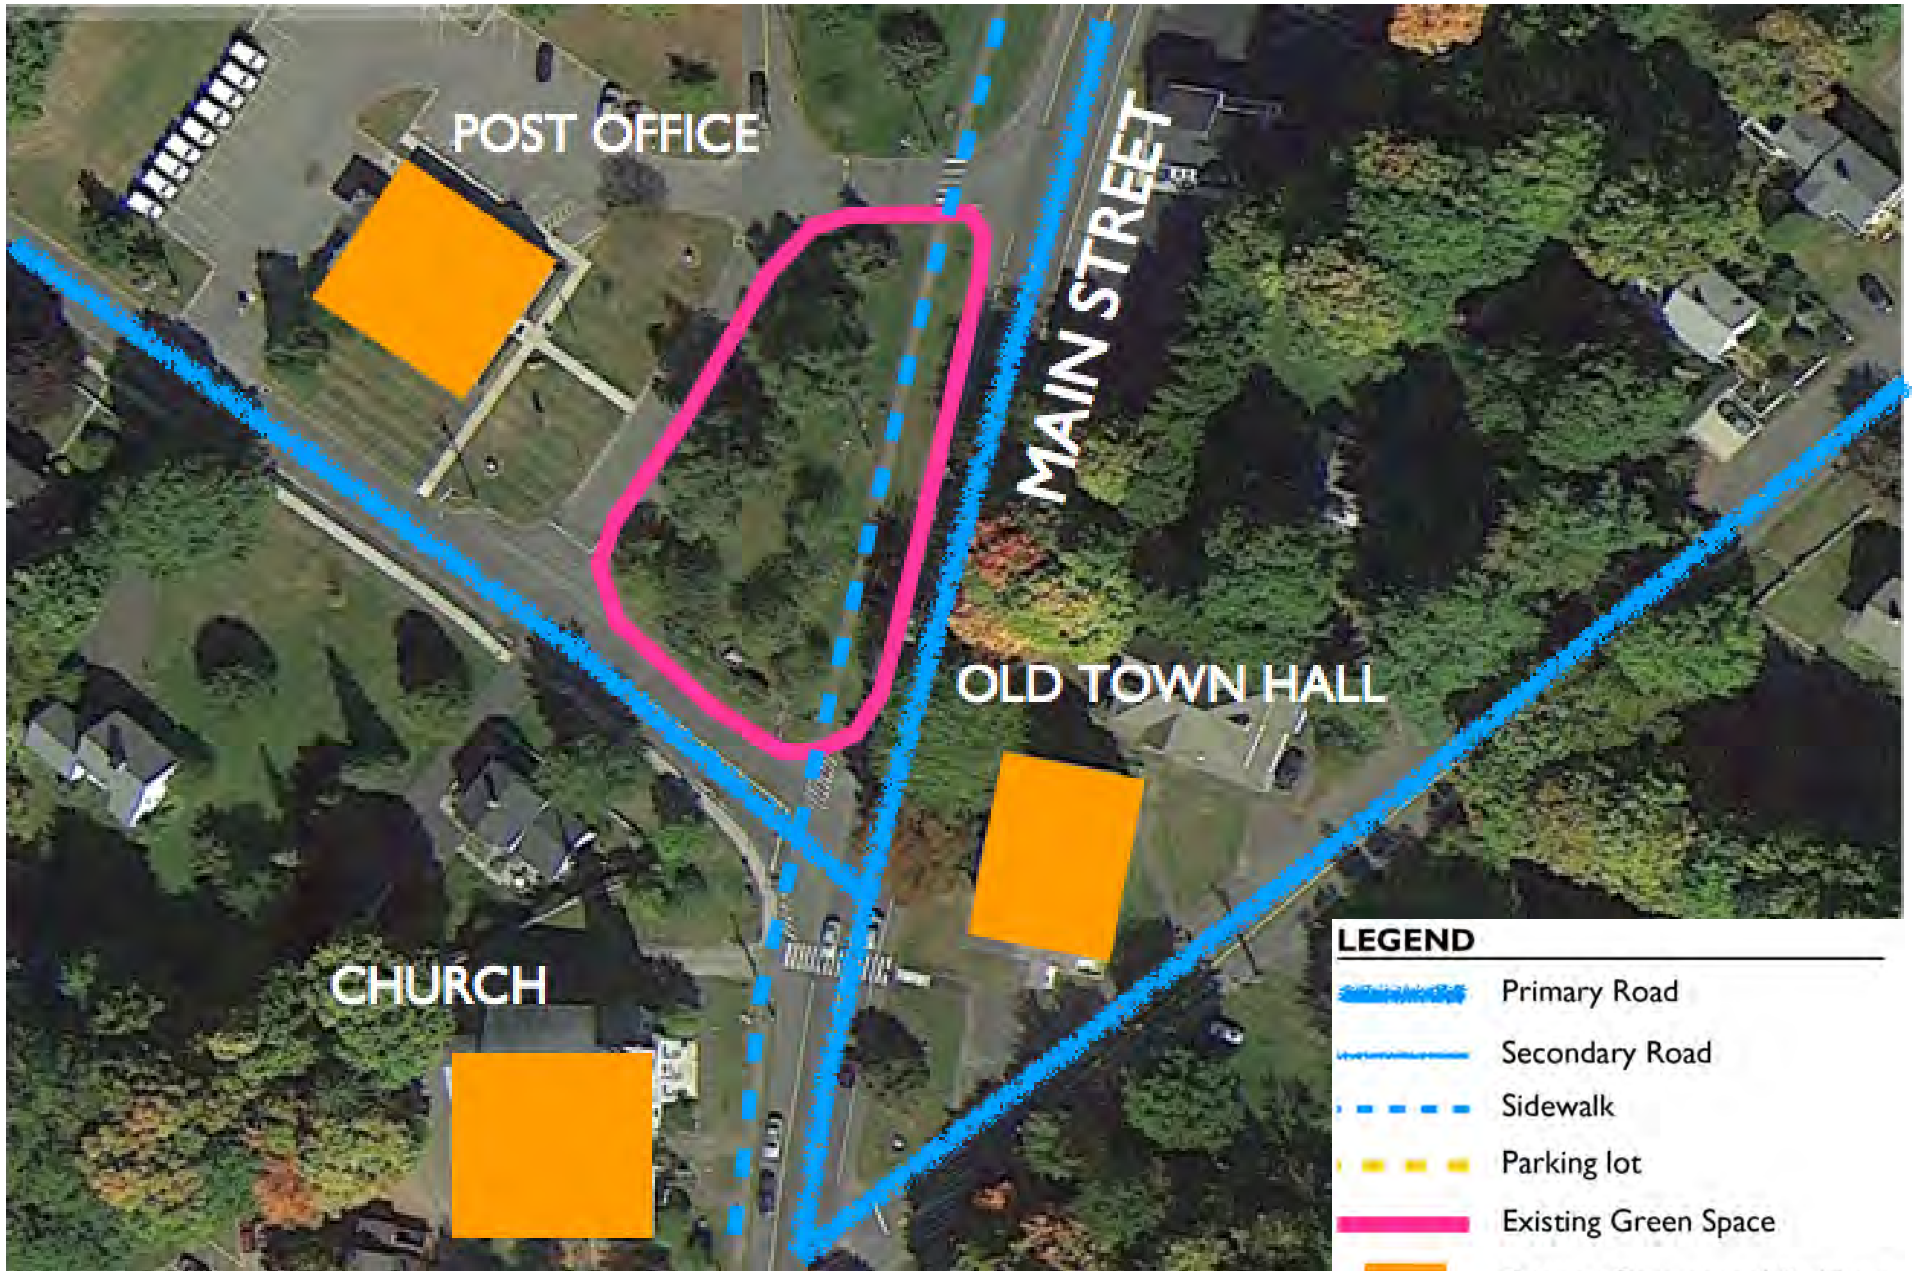 POST OFFICE
MAIN STREET
OLD TOWN HALL
CHURCH
LEGEND
Primary Road
Secondary Road
Sidewalk
Parking lot
Existing Green Space